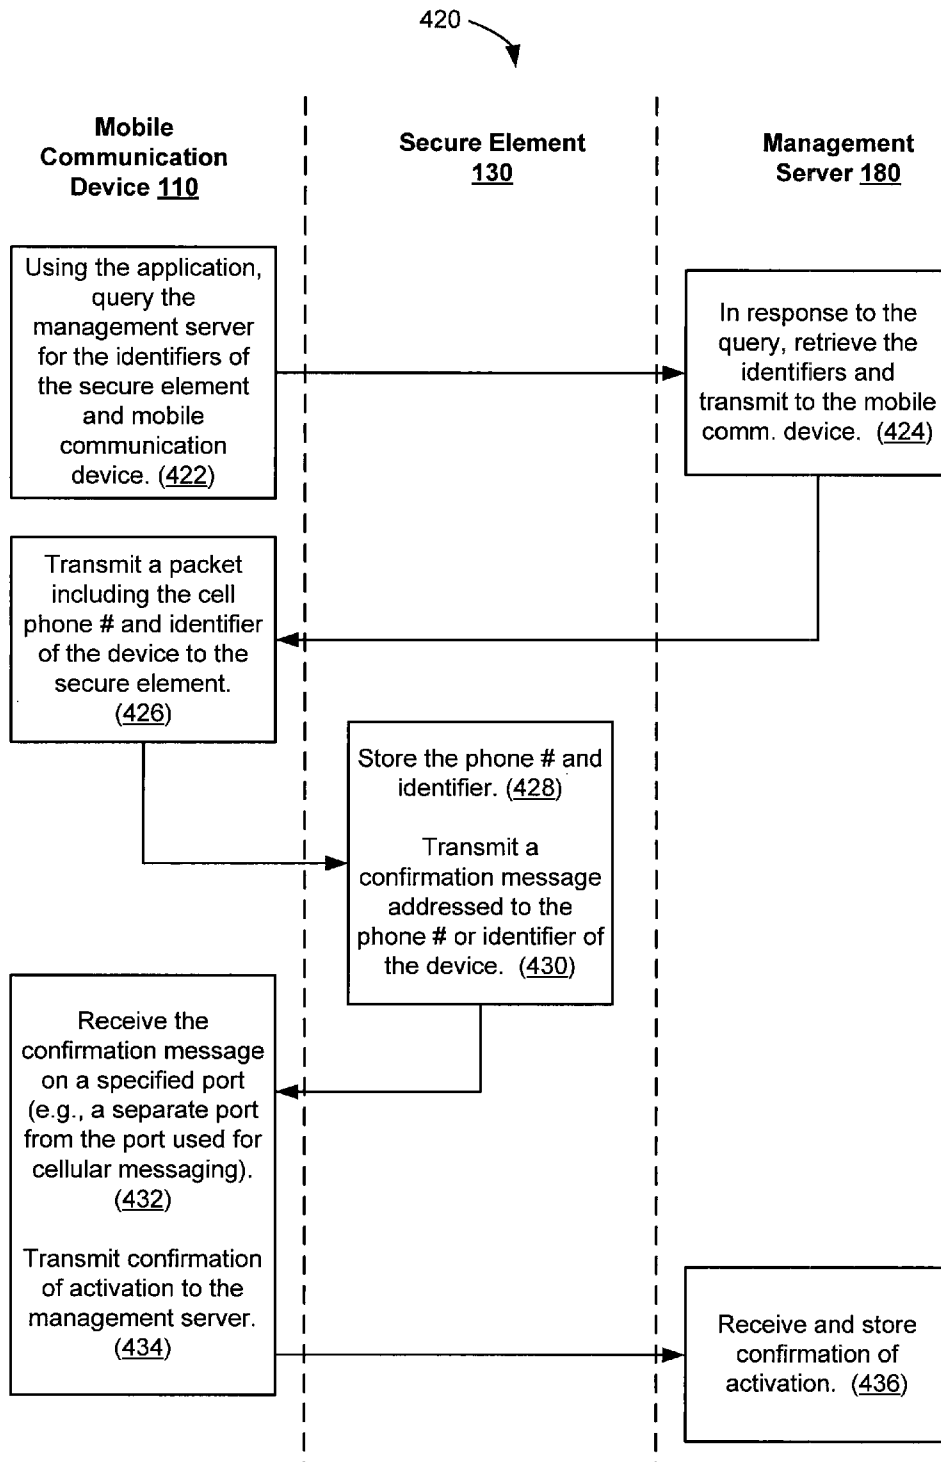 420
Mobile
Communication
Device 110
Secure Element
130
Management
Server 180
Using the application,
query the
management server
for the identifiers of
the secure element
and mobile
communication
device. (422)
In response to the
query, retrieve the
identifiers and
transmit to the mobile
comm. device. (424)
Transmit a packet
including the cell
phone # and identifier
of the device to the
secure element.
(426)
Store the phone # and
identifier. (428)
Transmit a
confirmation message
addressed to the
phone # or identifier of
the device. (430)
Receive the
confirmation message
on a specified port
(e.g., a separate port
from the port used for
cellular messaging).
(432)
Transmit confirmation
of activation to the
management server.
(434)
Receive and store
confirmation of
activation. (436)